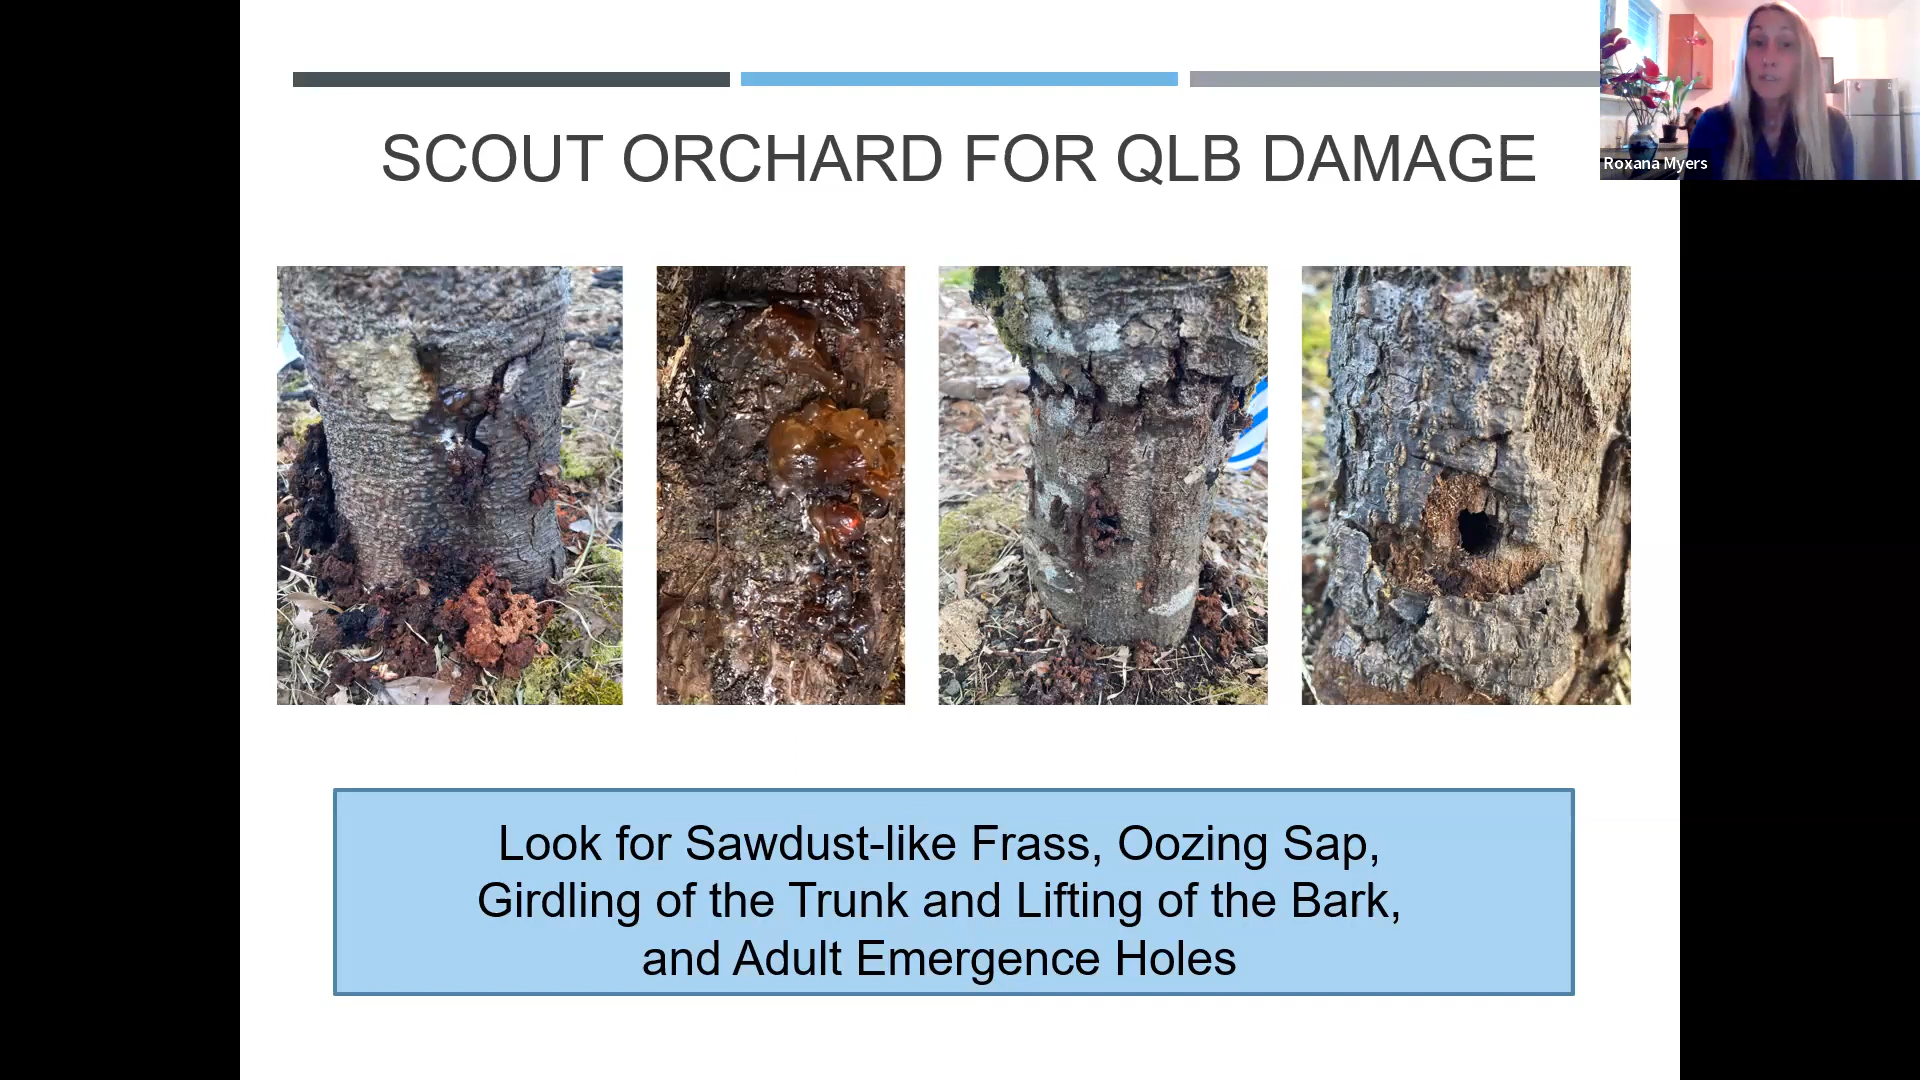 SCOUT ORCHARD FOR QLB DAMAGE
Roxana Myers
Look for Sawdust-like Frass, Oozing Sap,
Girdling of the Trunk and Lifting of the Bark,
and Adult Emergence Holes